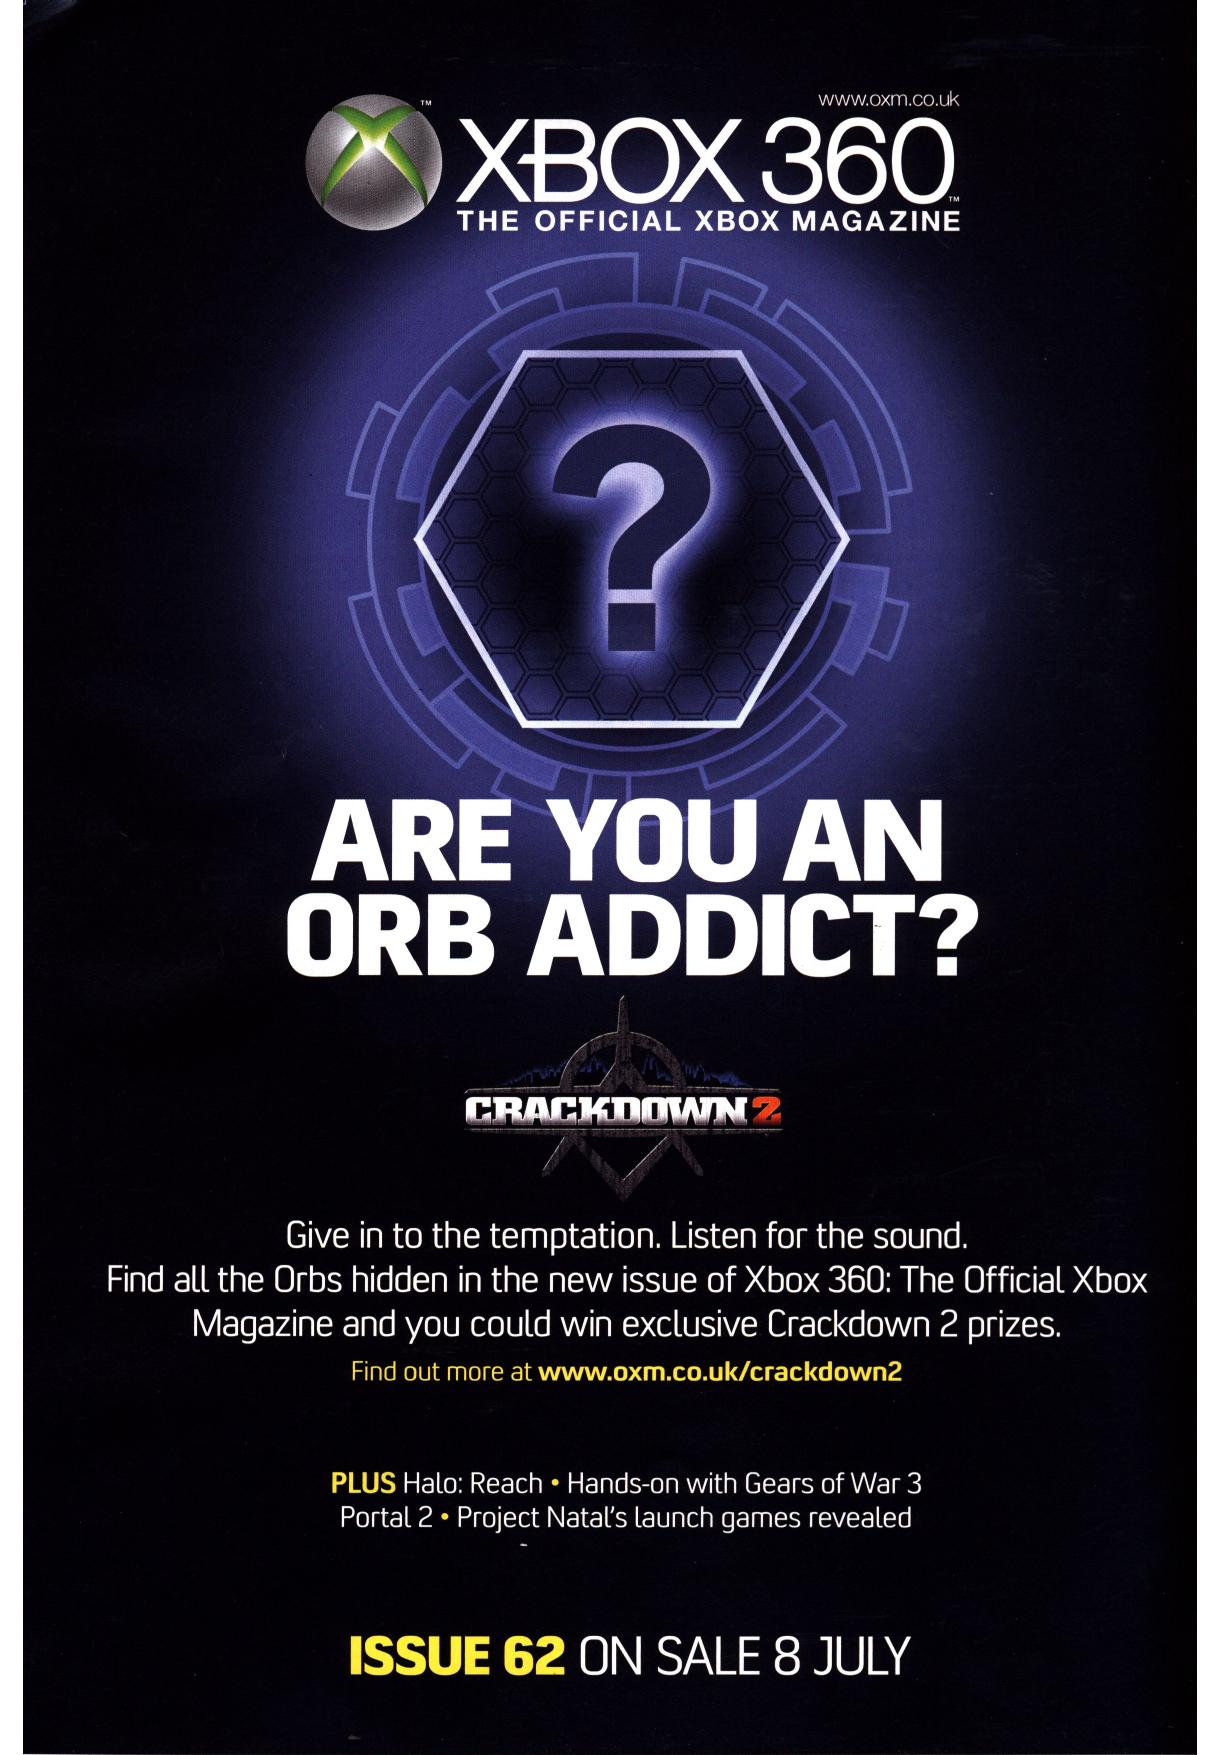 www.oxm.co.uk
XBOX 360™
™
THE OFFICIAL XBOX MAGAZINE
?
ARE YOU AN
ORB ADDICT?
CRACKDOWN 2
Give in to the temptation. Listen for the sound.
Find all the Orbs hidden in the new issue of Xbox 360: The Official Xbox
Magazine and you could win exclusive Crackdown 2 prizes.
Find out more at www.oxm.co.uk/crackdown2
PLUS Halo: Reach • Hands-on with Gears of War 3
Portal 2 • Project Natal's launch games revealed
ISSUE 62 ON SALE 8 JULY